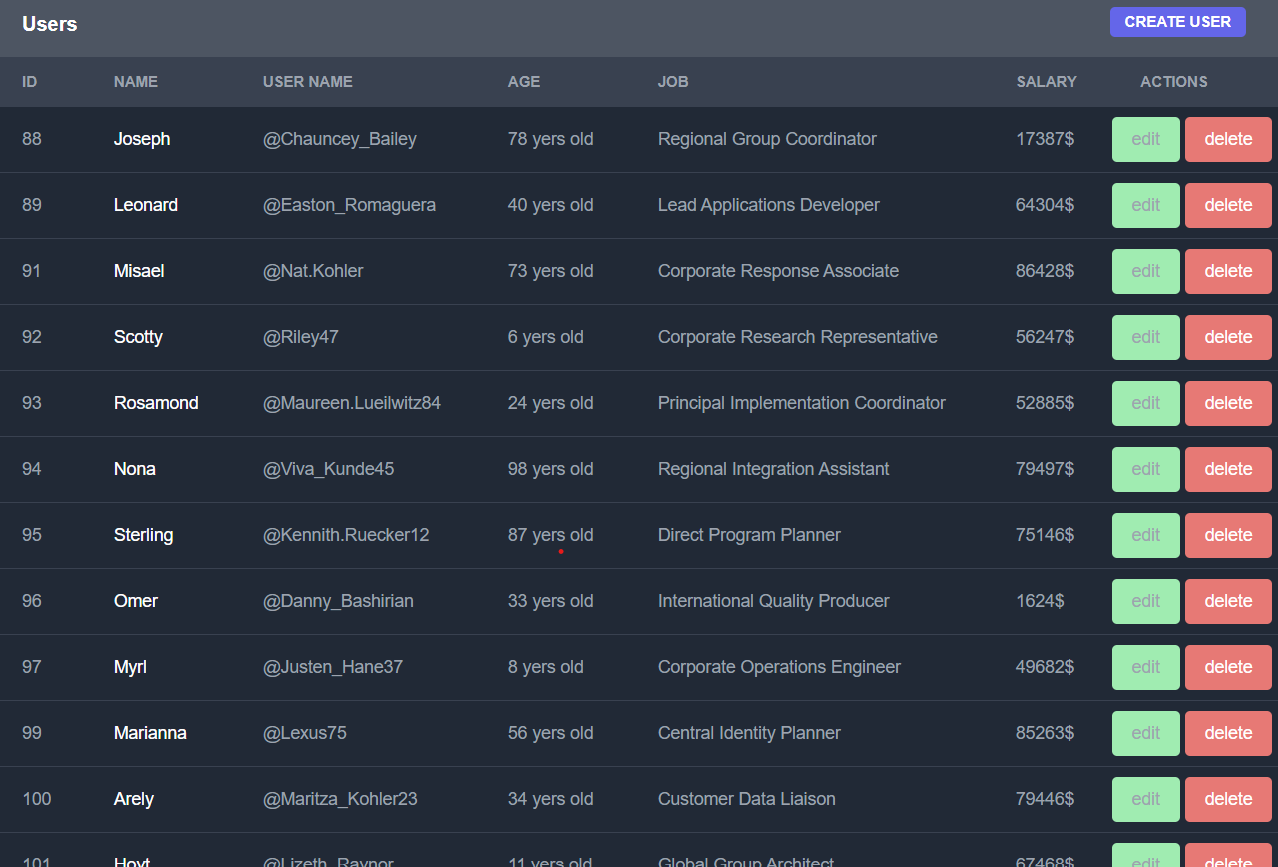 Users CREATE USER
ID NAME USER NAME AGE JOB SALARY ACTIONS
88 Joseph @Chauncey_Bailey 78 yers old Regional Group Coordinator 17387$ edit delete
89 Leonard @Easton_Romaguera 40 yers old Lead Applications Developer 64304$ edit delete
91 Misael @Nat.Kohler 73 yers old Corporate Response Associate 86428$ edit delete
92 Scotty @Riley47 6 yers old Corporate Research Representative 56247$ edit delete
93 Rosamond @Maureen.Lueilwitz84 24 yers old Principal Implementation Coordinator 52885$ edit delete
94 Nona @Viva_Kunde45 98 yers old Regional Integration Assistant 79497$ edit delete
95 Sterling @Kennith.Ruecker12 87 yers old Direct Program Planner 75146$ edit delete
96 Omer @Danny_Bashirian 33 yers old International Quality Producer 1624$ edit delete
97 Myrl @Justen_Hane37 8 yers old Corporate Operations Engineer 49682$ edit delete
99 Marianna @Lexus75 56 yers old Central Identity Planner 85263$ edit delete
100 Arely @Maritza_Kohler23 34 yers old Customer Data Liaison 79446$ edit delete
101 Hoyt @Lizeth_Raynor 11 yers old Global Group Architect 67468$ edit delete